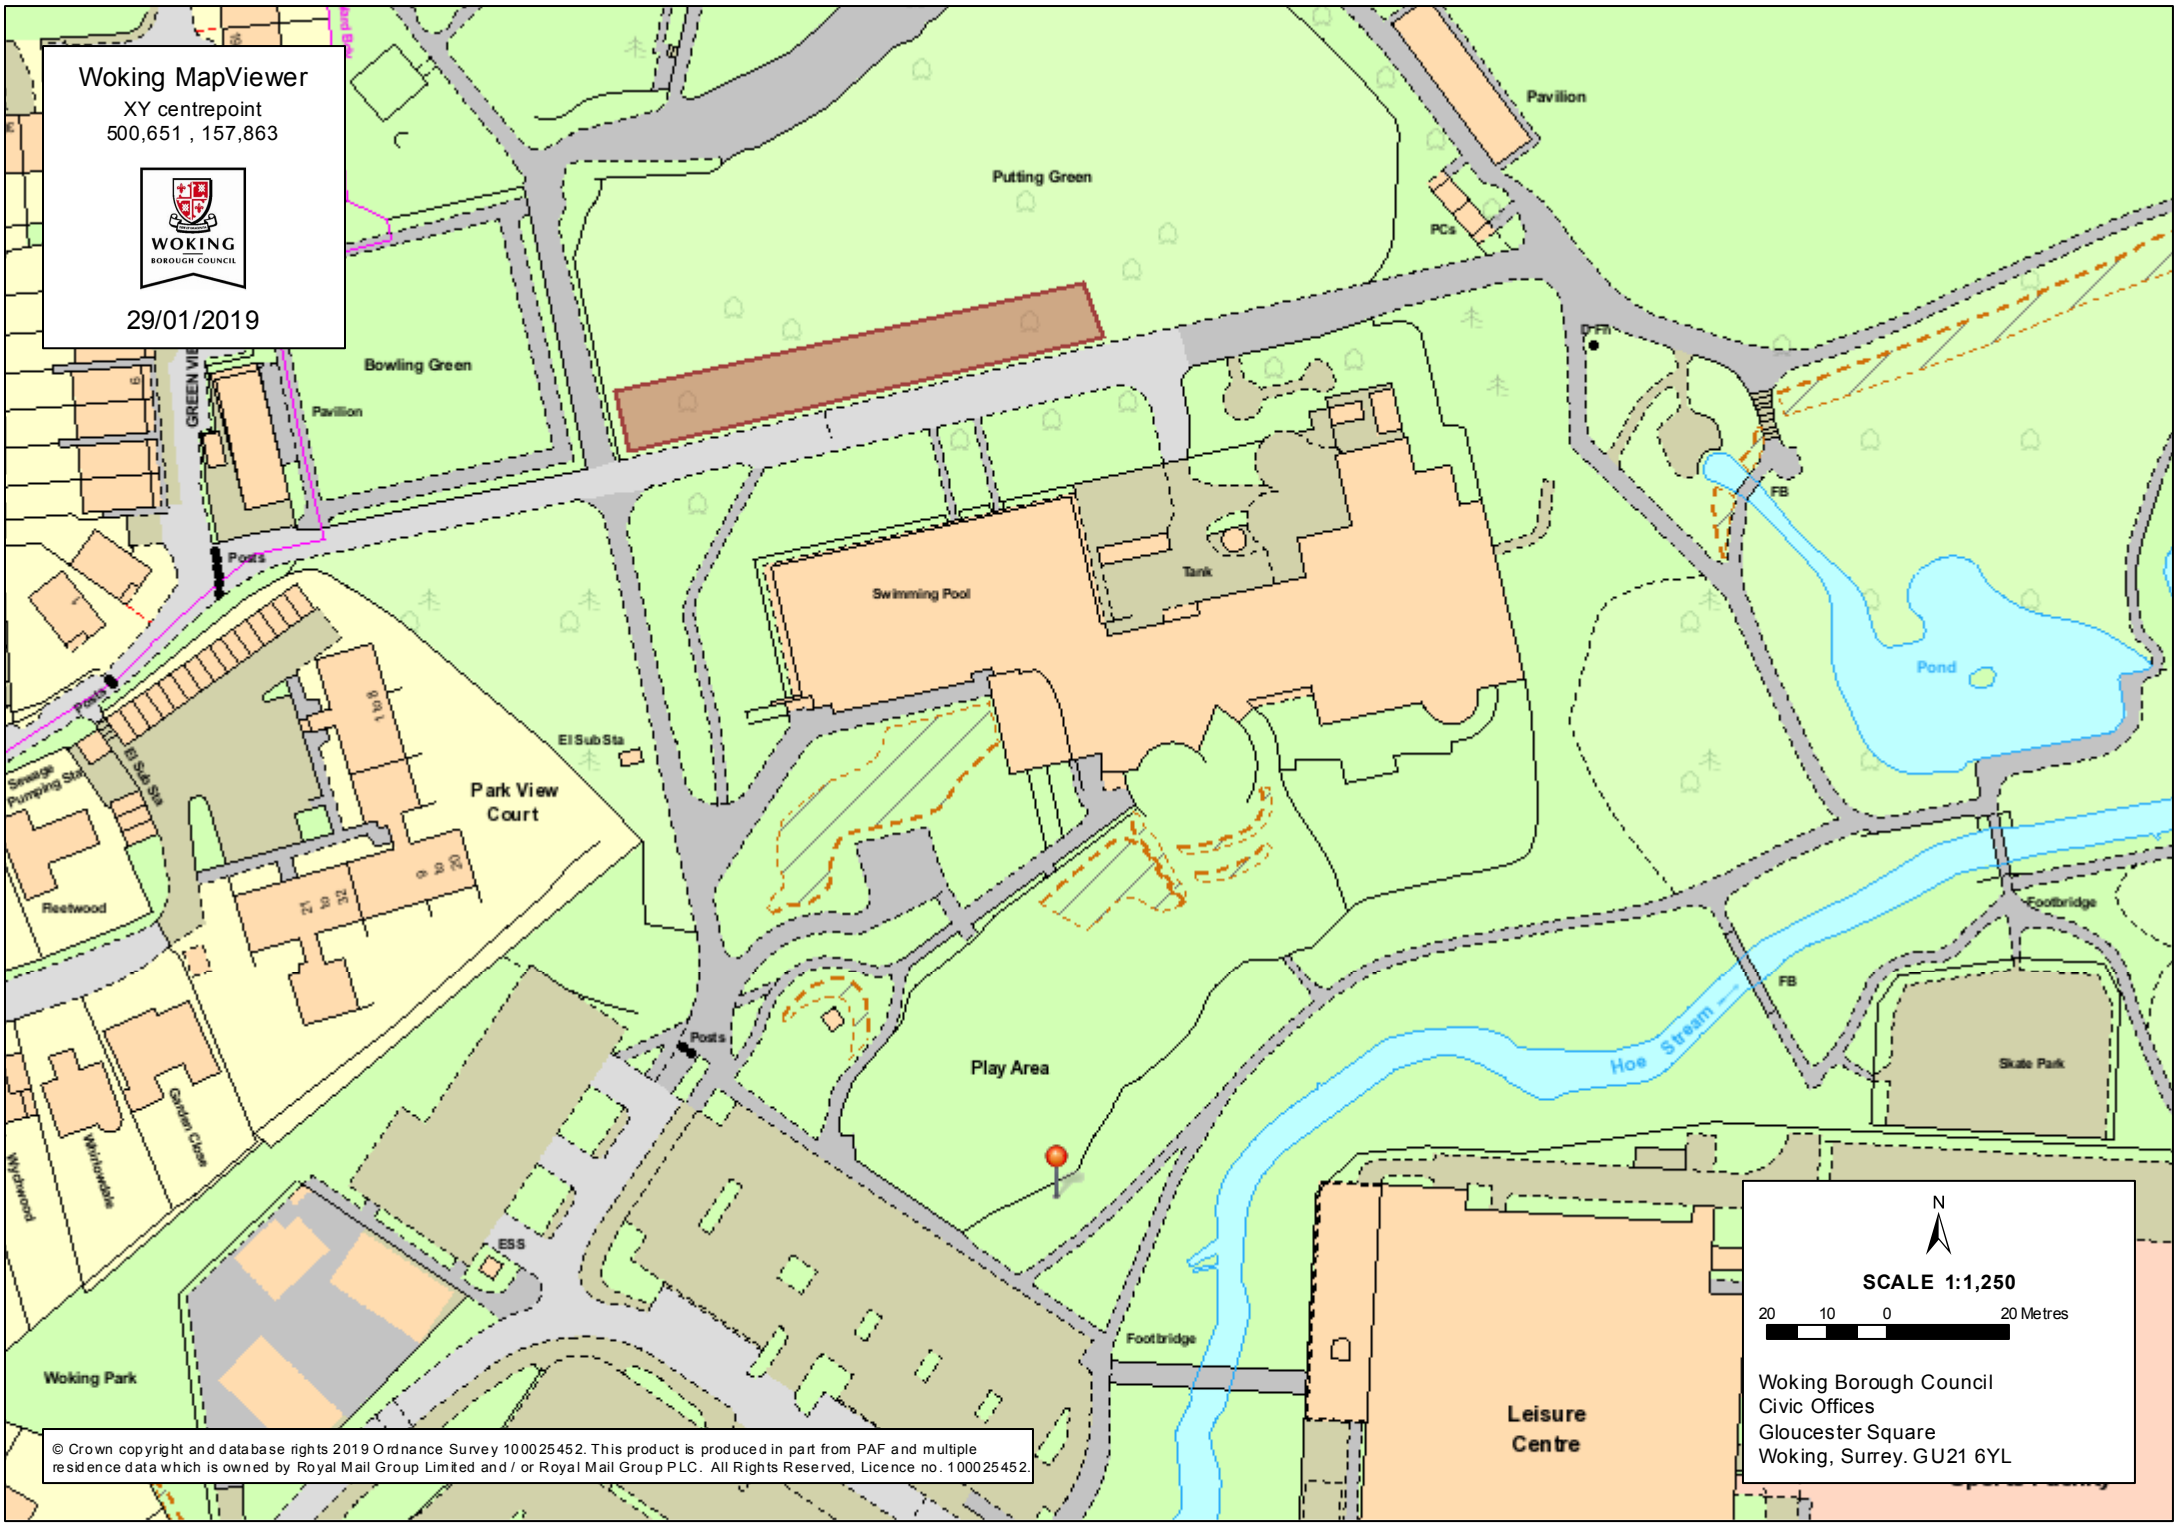 Woking MapViewer
XY centrepoint
500,651 , 157,863
WOKING
BOROUGH COUNCIL
29/01/2019
Pavilion
Putting Green
PCs
D Fn
Bowling Green
Pavilion
GREEN VIE
9
Posts
FB
Tank
Swimming Pool
Pond
1
Posts
1 to 8
El Sub Sta
El Sub Sta
Sewage
Pumping Sta
Park View
Court
9
to
20
21
to
32
Reetwood
Footbridge
FB
Posts
Hoe Stream
Play Area
Skate Park
Garden Close
Whirlowdale
Wychwood
ESS
Footbridge
Woking Park
Leisure
Centre
N
SCALE 1:1,250
20 10 0 20 Metres
Woking Borough Council
Civic Offices
Gloucester Square
Woking, Surrey. GU21 6YL
© Crown copyright and database rights 2019 Ordnance Survey 100025452. This product is produced in part from PAF and multiple
residence data which is owned by Royal Mail Group Limited and / or Royal Mail Group PLC. All Rights Reserved, Licence no. 100025452.